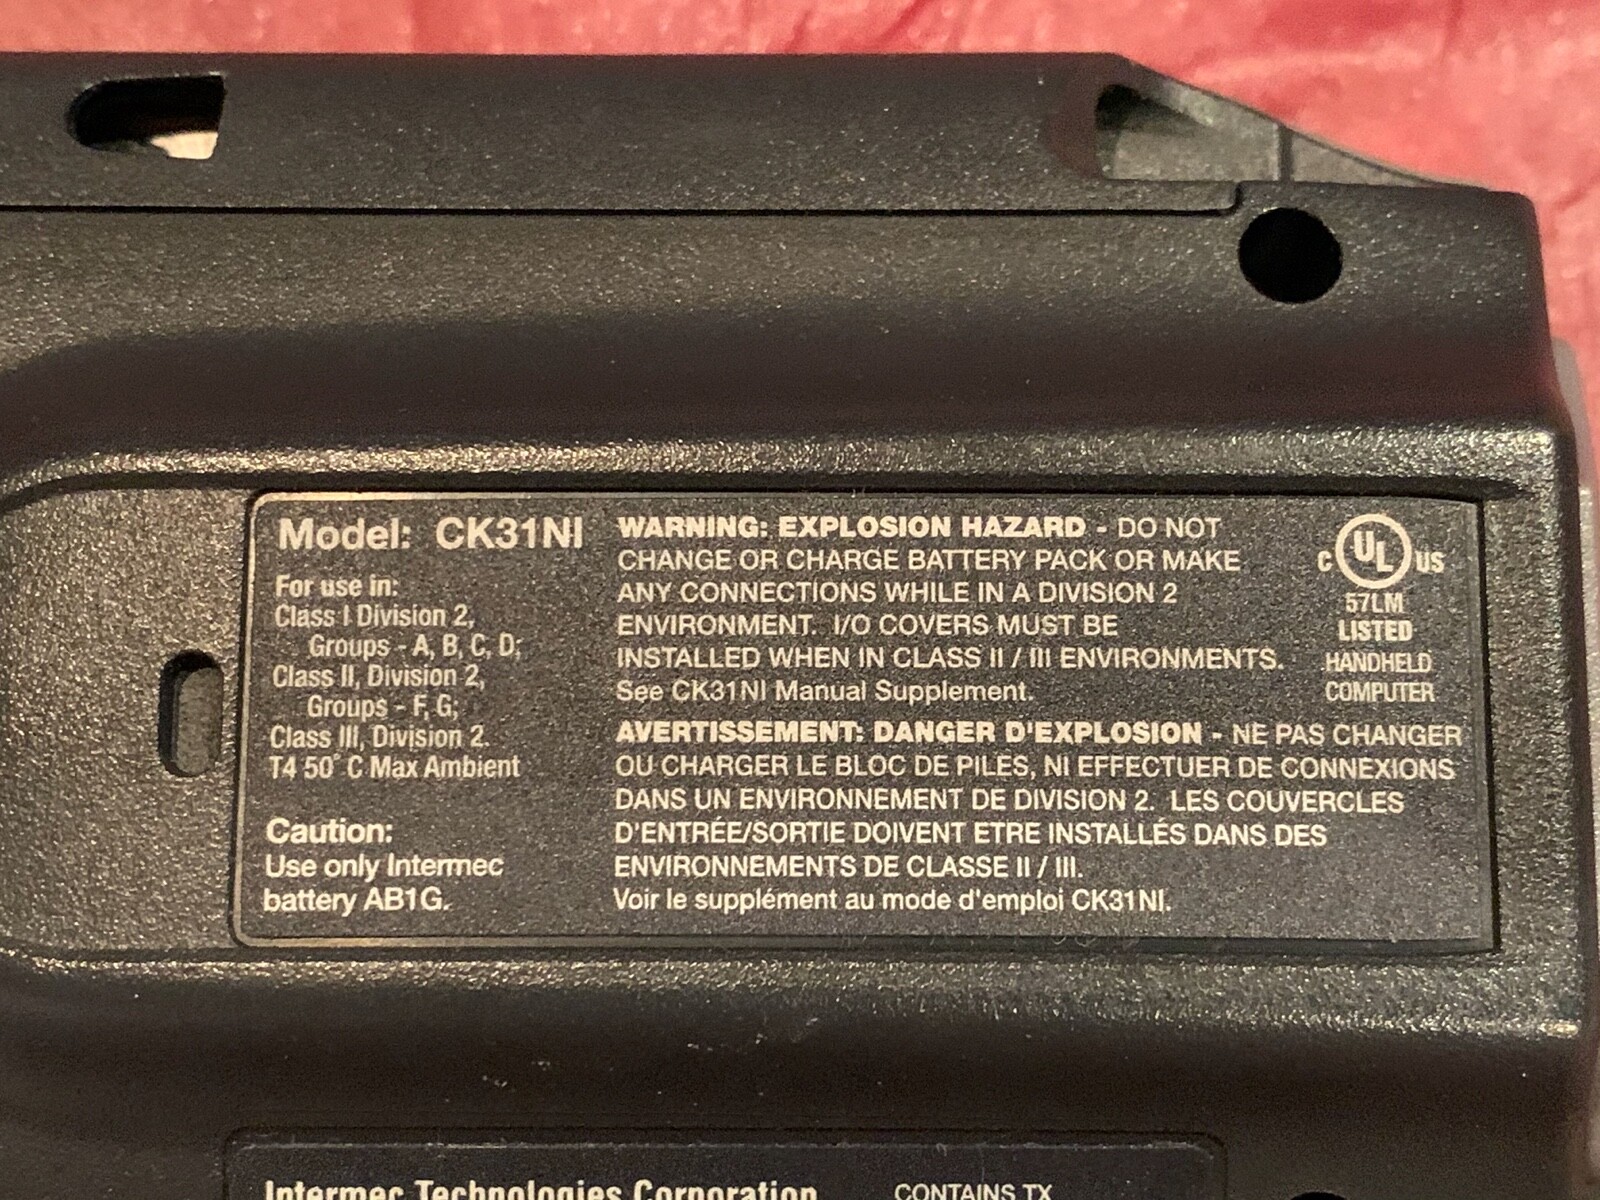 Model: CK31NI
For use in:
Class I Division 2,
Groups - A, B, C, D;
Class II, Division 2,
Groups - F, G;
Class III, Division 2.
T4 50° C Max Ambient
Caution:
Use only Intermec
battery AB1G.
WARNING: EXPLOSION HAZARD - DO NOT
CHANGE OR CHARGE BATTERY PACK OR MAKE
ANY CONNECTIONS WHILE IN A DIVISION 2
ENVIRONMENT. I/O COVERS MUST BE
INSTALLED WHEN IN CLASS II / III ENVIRONMENTS.
See CK31NI Manual Supplement.
AVERTISSEMENT: DANGER D'EXPLOSION - NE PAS CHANGER
OU CHARGER LE BLOC DE PILES, NI EFFECTUER DE CONNEXIONS
DANS UN ENVIRONNEMENT DE DIVISION 2. LES COUVERCLES
D'ENTRÉE/SORTIE DOIVENT ETRE INSTALLÉS DANS DES
ENVIRONNEMENTS DE CLASSE II / III.
Voir le supplément au mode d'emploi CK31NI.
C UL US
57LM
LISTED
HANDHELD
COMPUTER
Intermec Technologies Corporation
CONTAINS TX